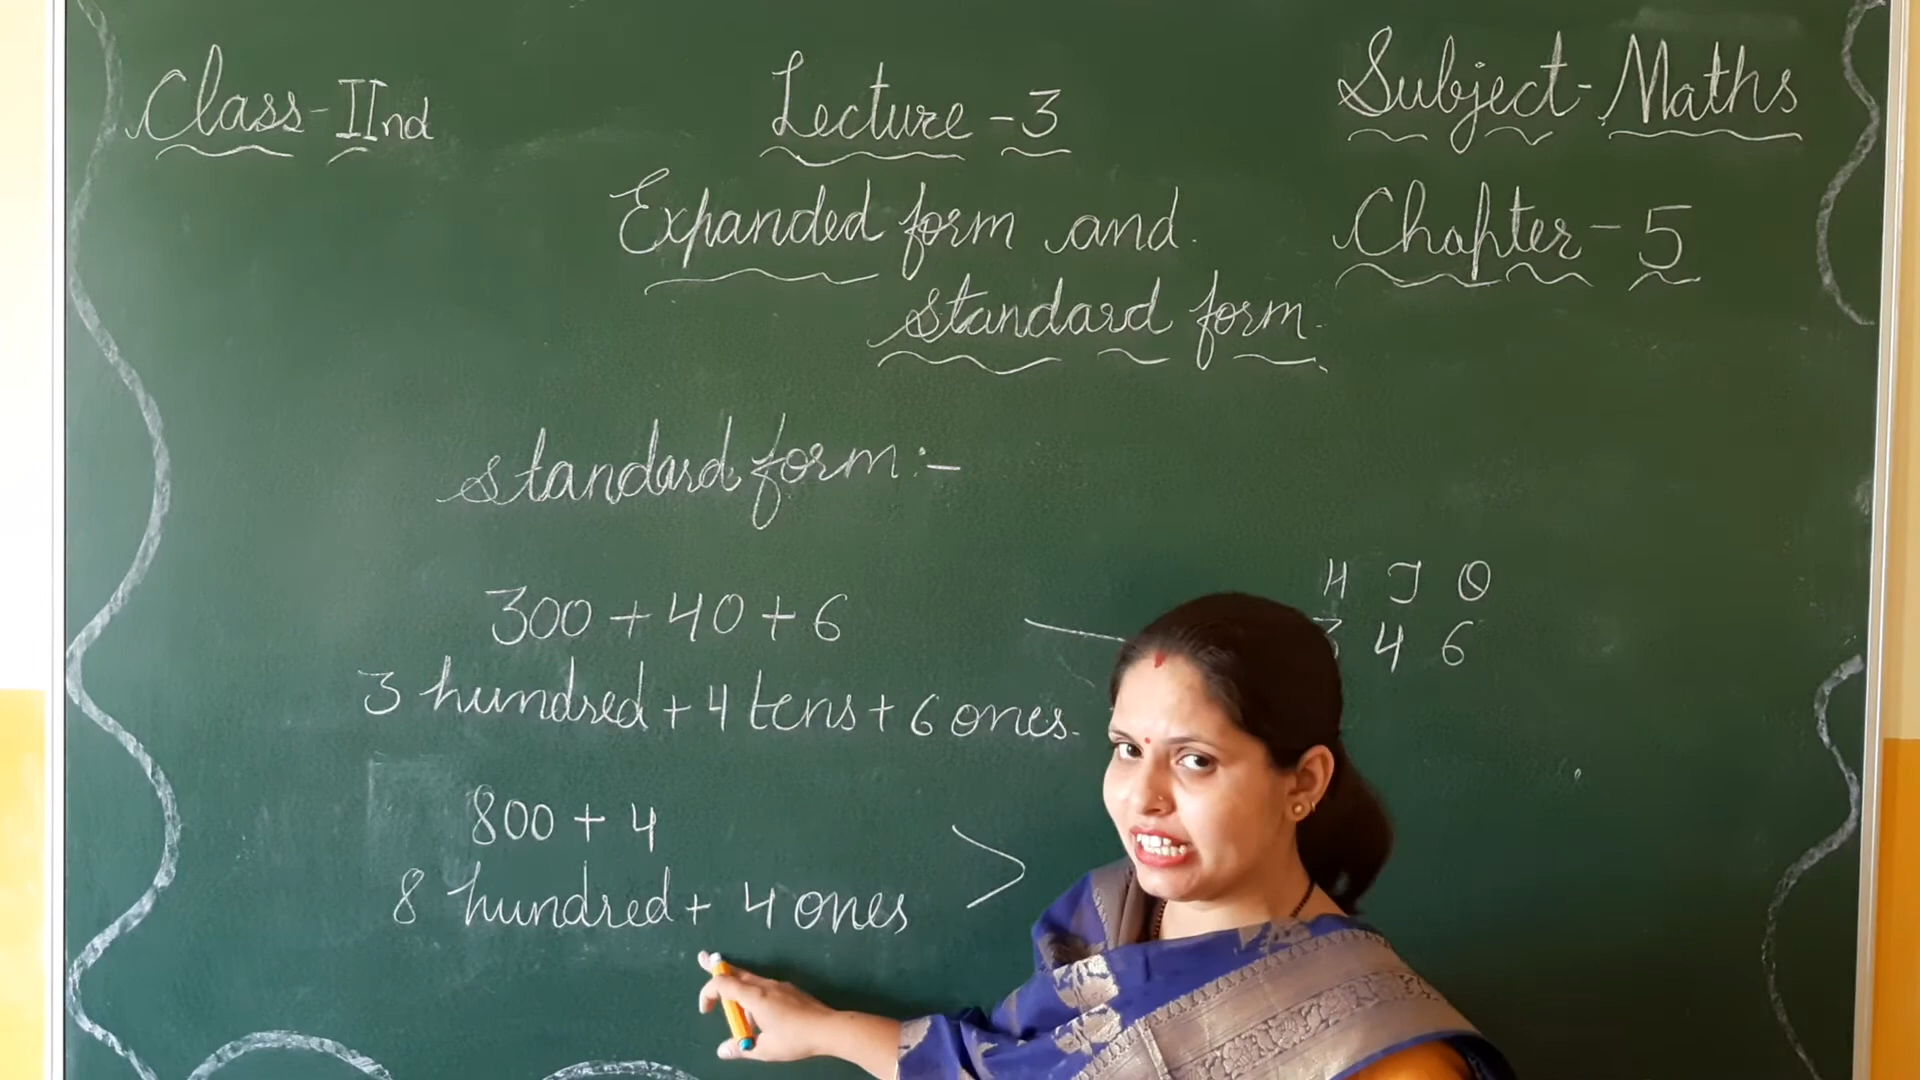 Class-IInd
Lecture-3
Subject-Maths
Expanded form and
Chapter-5
standard form.
standard form:-
H T O
300+40+6
4 6
3 hundred+4 tens+6 ones.
800+4
8 hundred+ 4 ones